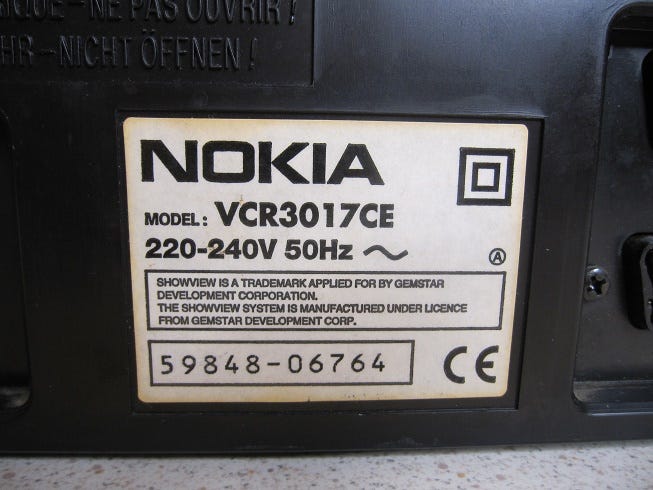 NE PAS OUVRIR !
NICHT ÖFFNEN !
NOKIA
MODEL: VCR3017CE
220-240V 50Hz ~
A
SHOWVIEW IS A TRADEMARK APPLIED FOR BY GEMSTAR
DEVELOPMENT CORPORATION.
THE SHOWVIEW SYSTEM IS MANUFACTURED UNDER LICENCE
FROM GEMSTAR DEVELOPMENT CORP.
59848-06764
CE